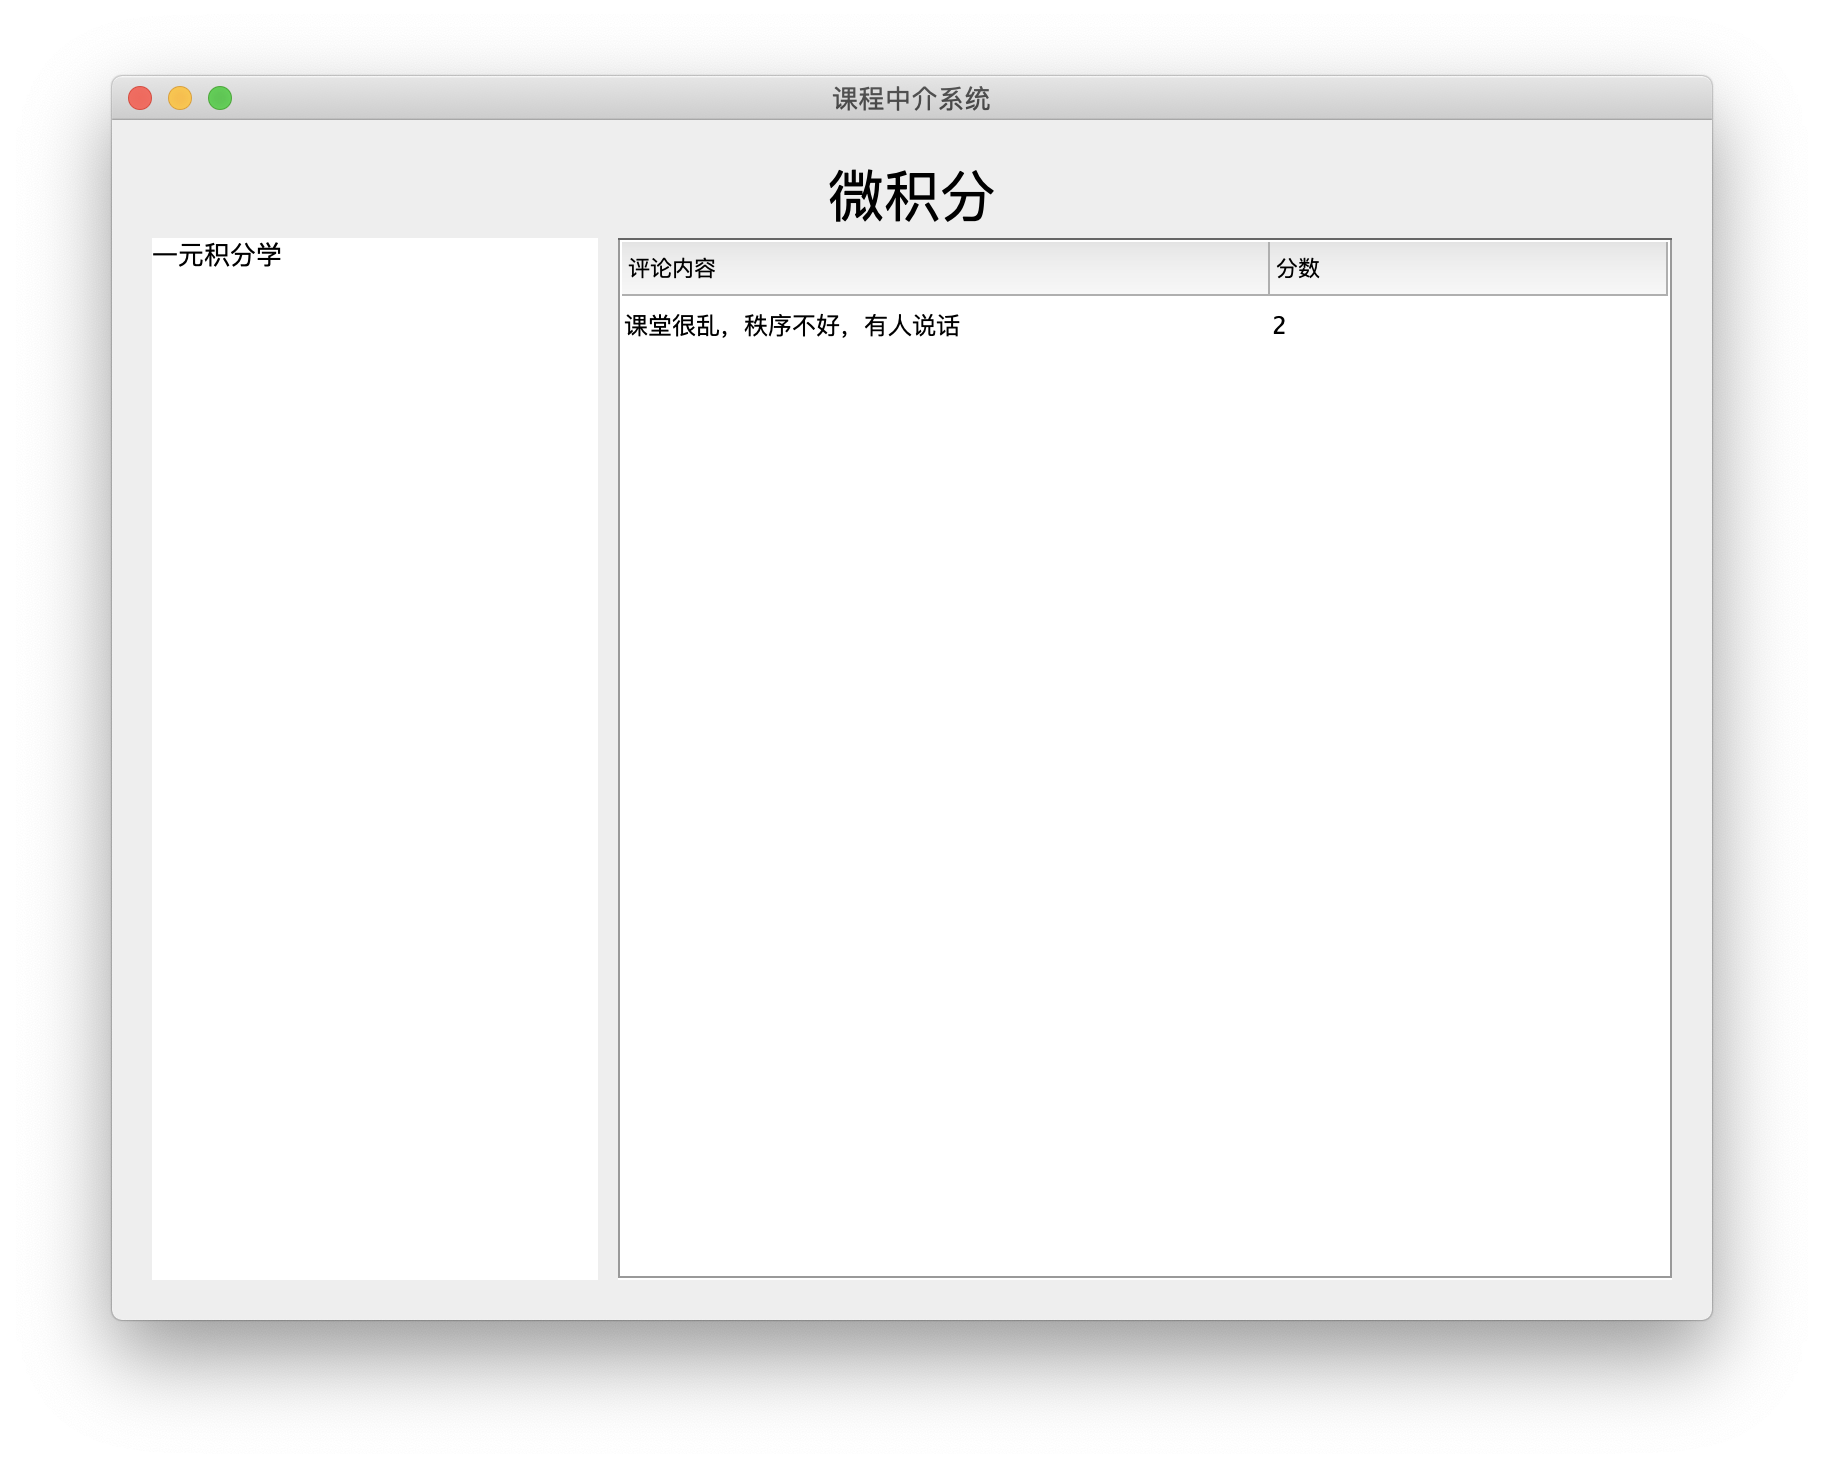 课程中介系统
微积分
一元积分学
评论内容 分数
课堂很乱，秩序不好，有人说话 2